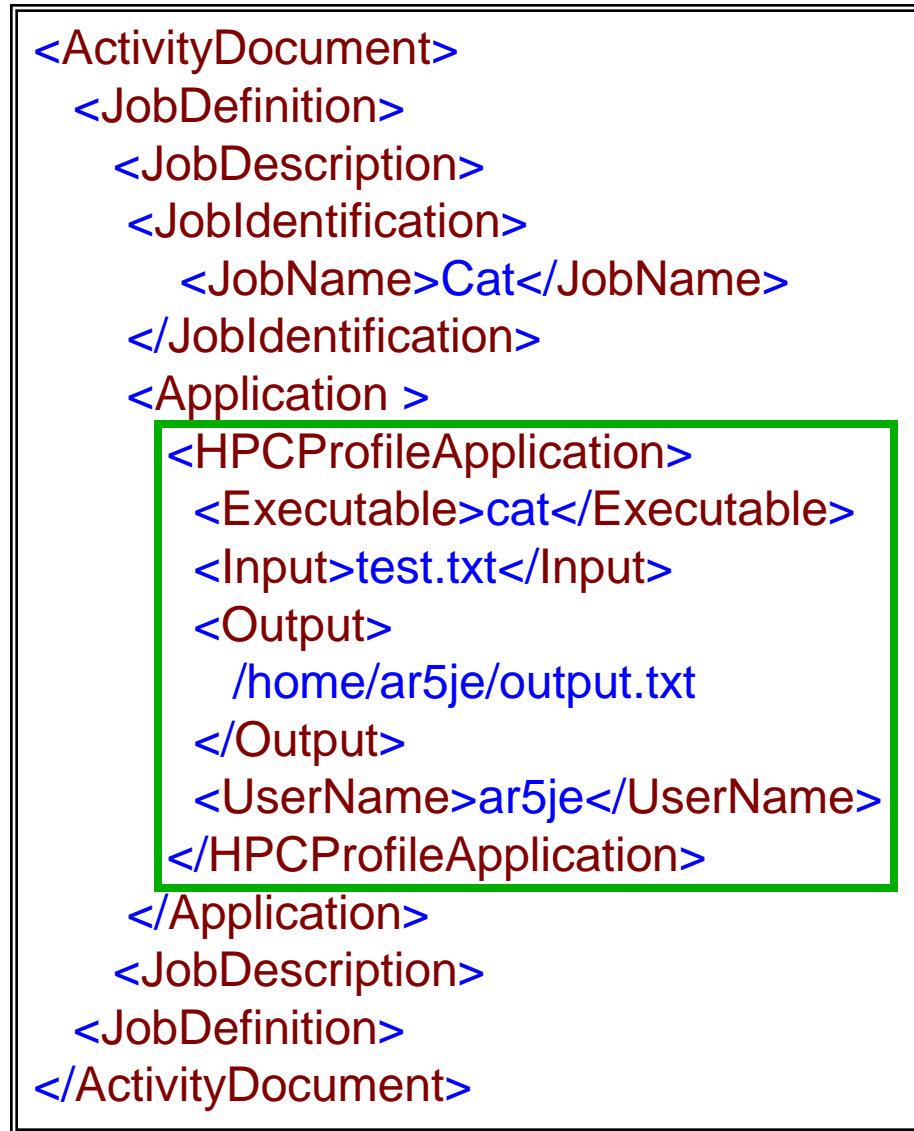 <ActivityDocument>
<JobDefinition>
<JobDescription>
<JobIdentification>
<JobName>Cat</JobName>
</JobIdentification>
<Application >
<HPCProfileApplication>
<Executable>cat</Executable>
<Input>test.txt</Input>
<Output>
/home/ar5je/output.txt
</Output>
<UserName>ar5je</UserName>
</HPCProfileApplication>
</Application>
<JobDescription>
<JobDefinition>
</ActivityDocument>